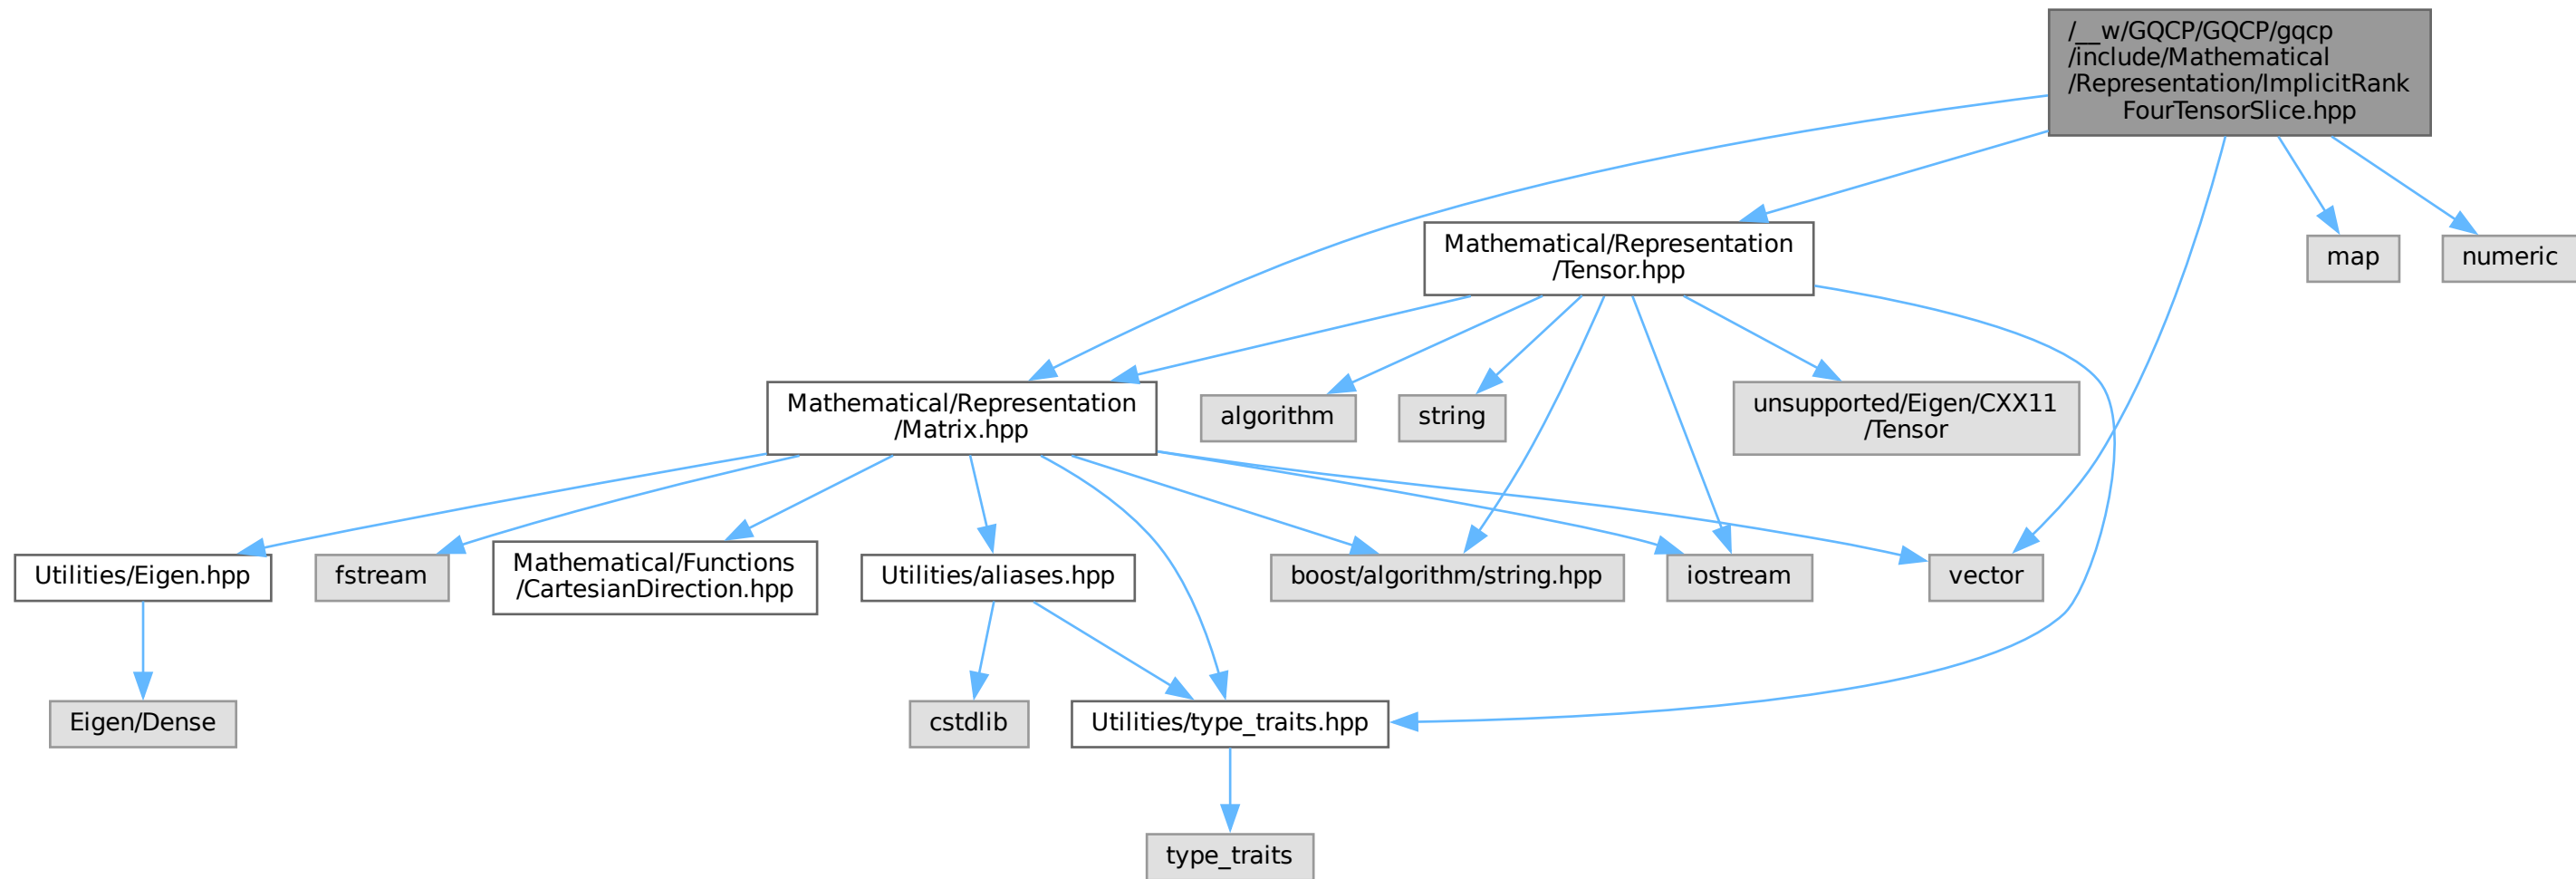 /__w/GQCP/GQCP/gqcp
/include/Mathematical
/Representation/ImplicitRank
FourTensorSlice.hpp
Mathematical/Representation
/Tensor.hpp
map
numeric
Mathematical/Representation
/Matrix.hpp
algorithm
string
unsupported/Eigen/CXX11
/Tensor
Utilities/Eigen.hpp
fstream
Mathematical/Functions
/CartesianDirection.hpp
Utilities/aliases.hpp
boost/algorithm/string.hpp
iostream
vector
Eigen/Dense
cstdlib
Utilities/type_traits.hpp
type_traits